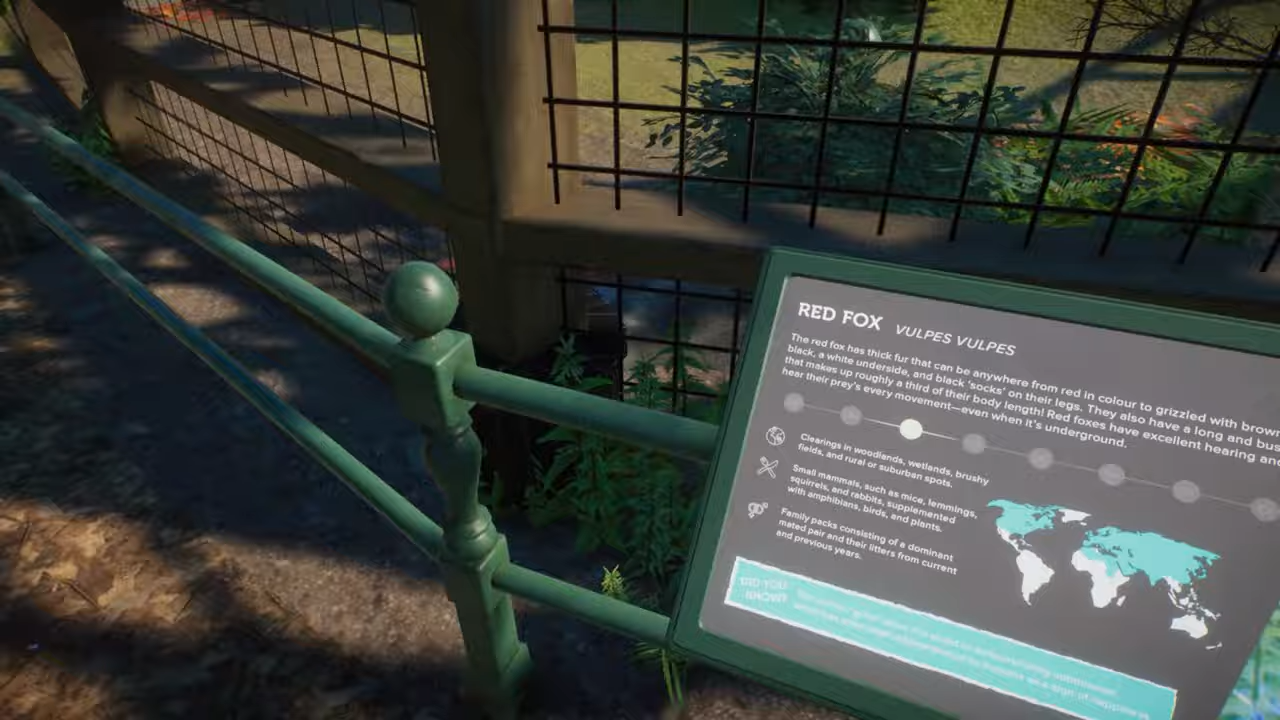 RED FOX VULPES VULPES
The red fox has thick fur that can be anywhere from red in colour to grizzled with brown
black, a white underside, and black 'socks' on their legs. They also have a long and
that makes up roughly a third of their body length! Red foxes have excellent hearing
hear their prey's every movement—even when it's underground.
Clearings in woodlands, wetlands, brushy
fields, and rural or suburban spots.
Small mammals, such as mice, lemmings,
squirrels, and rabbits, supplemented
with amphibians, birds, and plants.
Family packs consisting of a dominant
mated pair and their litters from current
and previous years.
DID YOU
KNOW?